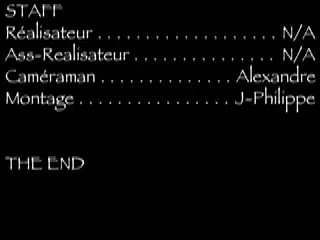 STAFF
Réalisateur . . . . . . . . . . . . . . . . . . . N/A
Ass-Realisateur . . . . . . . . . . . . . . N/A
Caméraman . . . . . . . . . . . . . . Alexandre
Montage . . . . . . . . . . . . . . . . J-Philippe
THE END